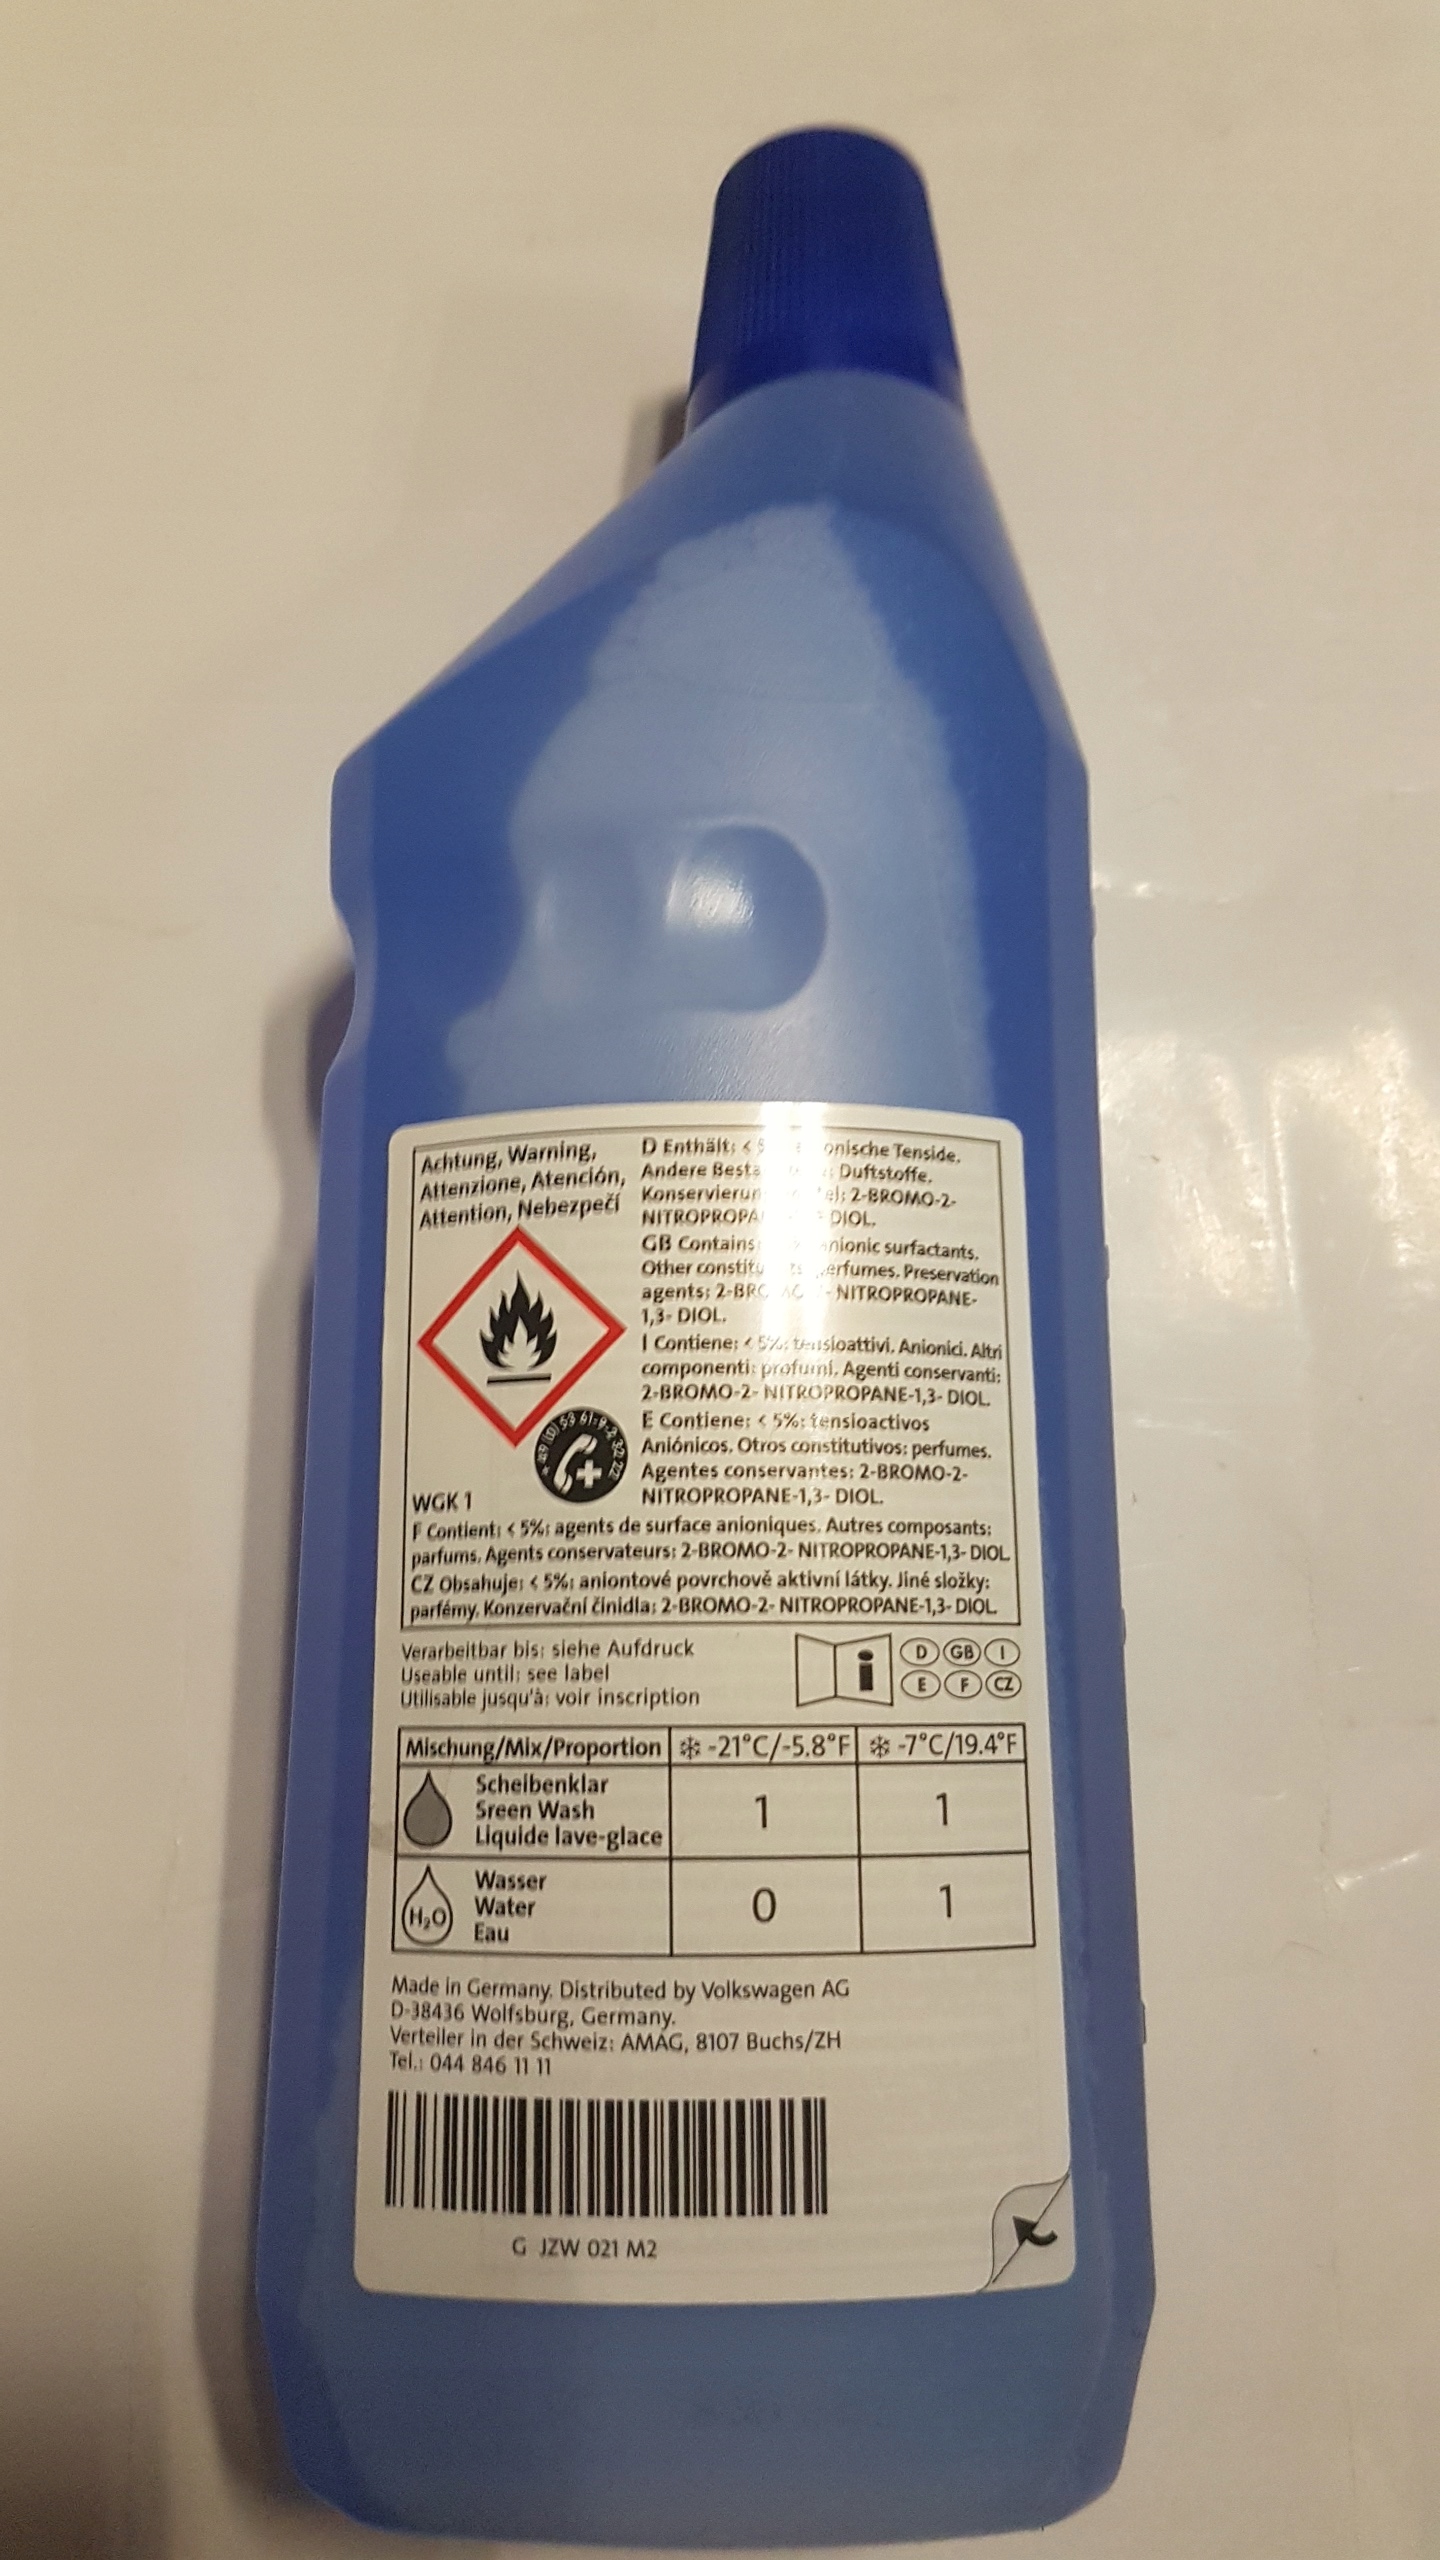 Achtung, Warning,
Attenzione, Atención,
Attention, Nebezpečí
WGK 1
D Enthält: < 5 onische Tenside.
Andere Duftstoffe.
2-BROMO-2-
DIOL.
GB Contains: surfactants.
Other Preservation
agents: NITROPROPANE-
1,3- DIOL.
I Contiene: < 5%: tensioattivi. Anionici. Altri
componenti: profumi. Agenti conservanti:
2-BROMO-2- NITROPROPANE-1,3- DIOL.
E Contiene: < 5%: tensioactivos
Aniónicos. Otros constitutivos: perfumes.
Agentes conservantes: 2-BROMO-2-
NITROPROPANE-1,3- DIOL.
F Contient: < 5%: agents de surface anioniques. Autres composants:
parfums. Agents conservateurs: 2-BROMO-2- NITROPROPANE-1,3- DIOL
CZ Obsahuje: < 5%: aniontové povrchově aktivní látky. Jiné složky:
parfémy. Konzervační činidla: 2-BROMO-2- NITROPROPANE-1,3- DIOL.
Verarbeitbar bis: siehe Aufdruck
Useable until: see label
Utilisable jusqu'à: voir inscription
i
D GB I
E F CZ
Mischung/Mix/Proportion -21°C/-5.8°F -7°C/19.4°F
Scheibenklar
Sreen Wash
Liquide lave-glace
1 1
H₂O
Wasser
Water
Eau
0 1
Made in Germany. Distributed by Volkswagen AG
D-38436 Wolfsburg, Germany.
Verteiler in der Schweiz: AMAG, 8107 Buchs/ZH
Tel.: 044 846 11 11
G JZW 021 M2